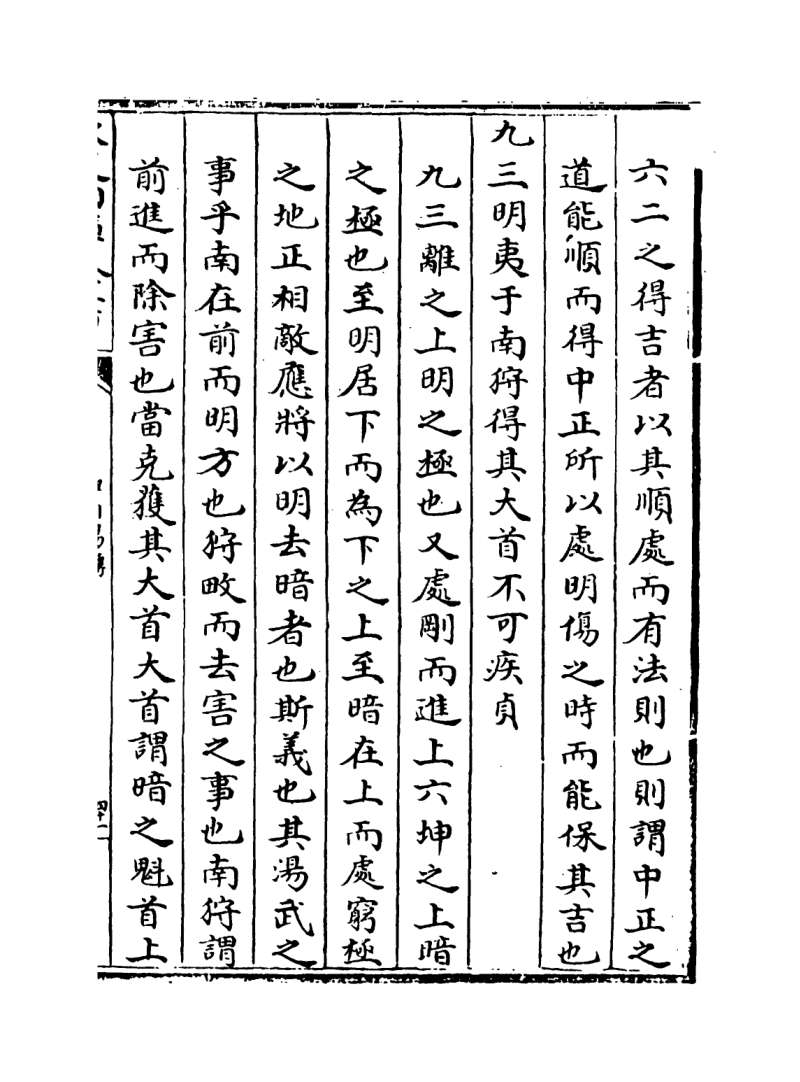 六二之得吉者以其順處而有法則也則謂中正之
道能順而得中正所以處明傷之時而能保其吉也
九三明夷于南狩得其大首不可疾貞
九三離之上明之極也又處剛而進上六坤之上暗
之極也至明居下而為下之上至暗在上而處窮極
之地正相敵應將以明去暗者也斯義也其湯武之
事乎南在前而明方也狩畋而去害之事也南狩謂
前進而除害也當克獲其大首大首謂暗之魁首上